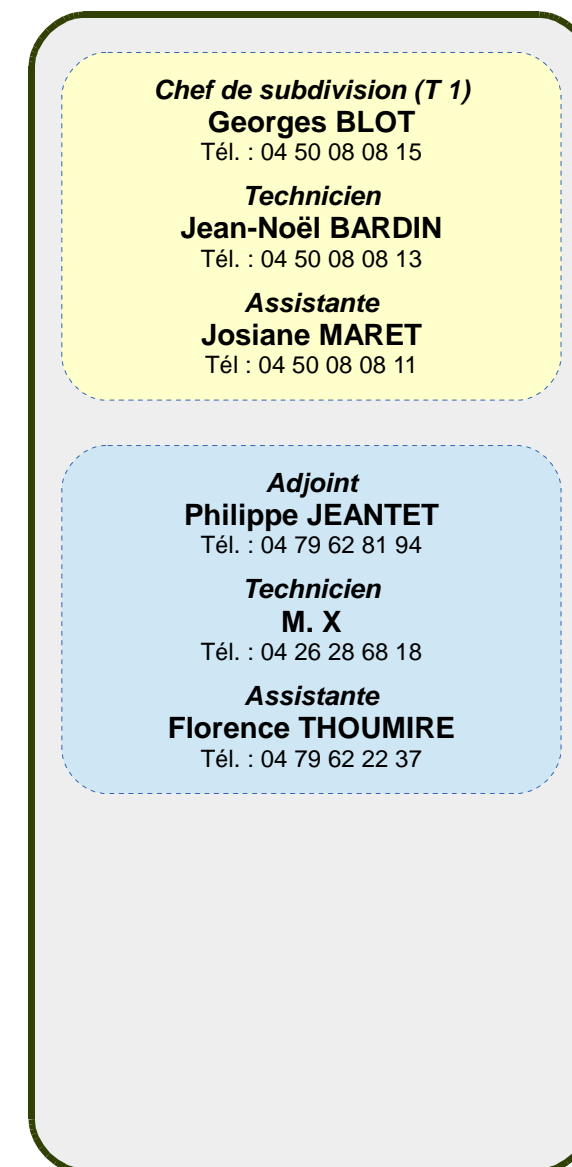 Chef de subdivision (T 1)
Georges BLOT
Tél. : 04 50 08 08 15
Technicien
Jean-Noël BARDIN
Tél. : 04 50 08 08 13
Assistante
Josiane MARET
Tél : 04 50 08 08 11
Adjoint
Philippe JEANTET
Tél. : 04 79 62 81 94
Technicien
M. X
Tél. : 04 26 28 68 18
Assistante
Florence THOUMIRE
Tél. : 04 79 62 22 37